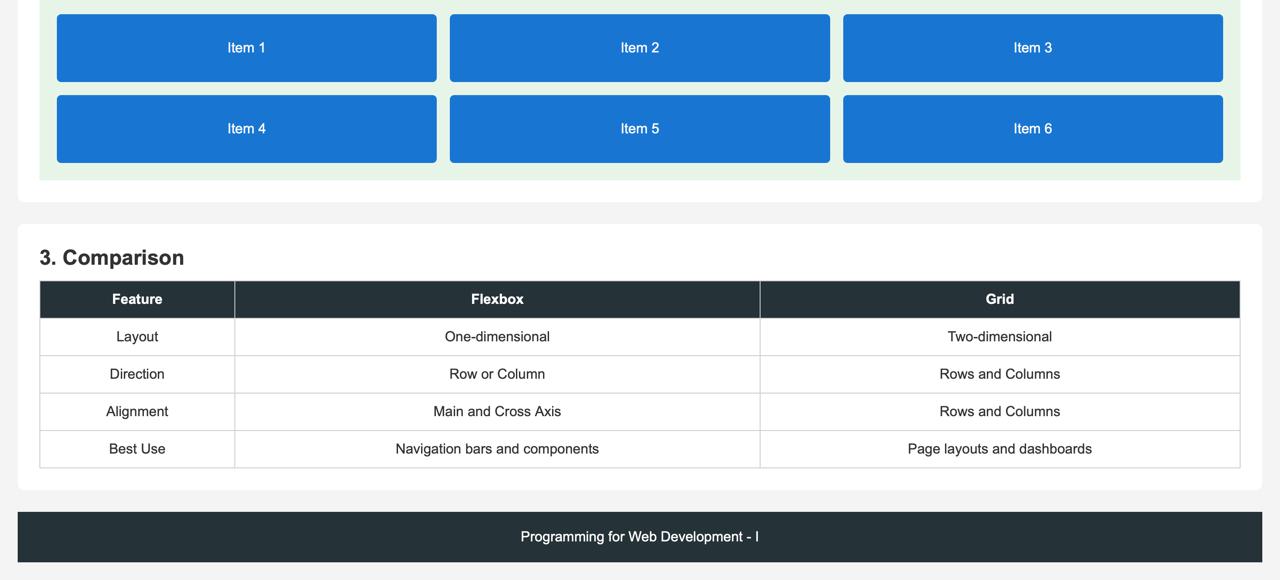 Item 1 Item 2 Item 3
Item 4 Item 5 Item 6
3. Comparison
Feature Flexbox Grid
Layout One-dimensional Two-dimensional
Direction Row or Column Rows and Columns
Alignment Main and Cross Axis Rows and Columns
Best Use Navigation bars and components Page layouts and dashboards
Programming for Web Development - I